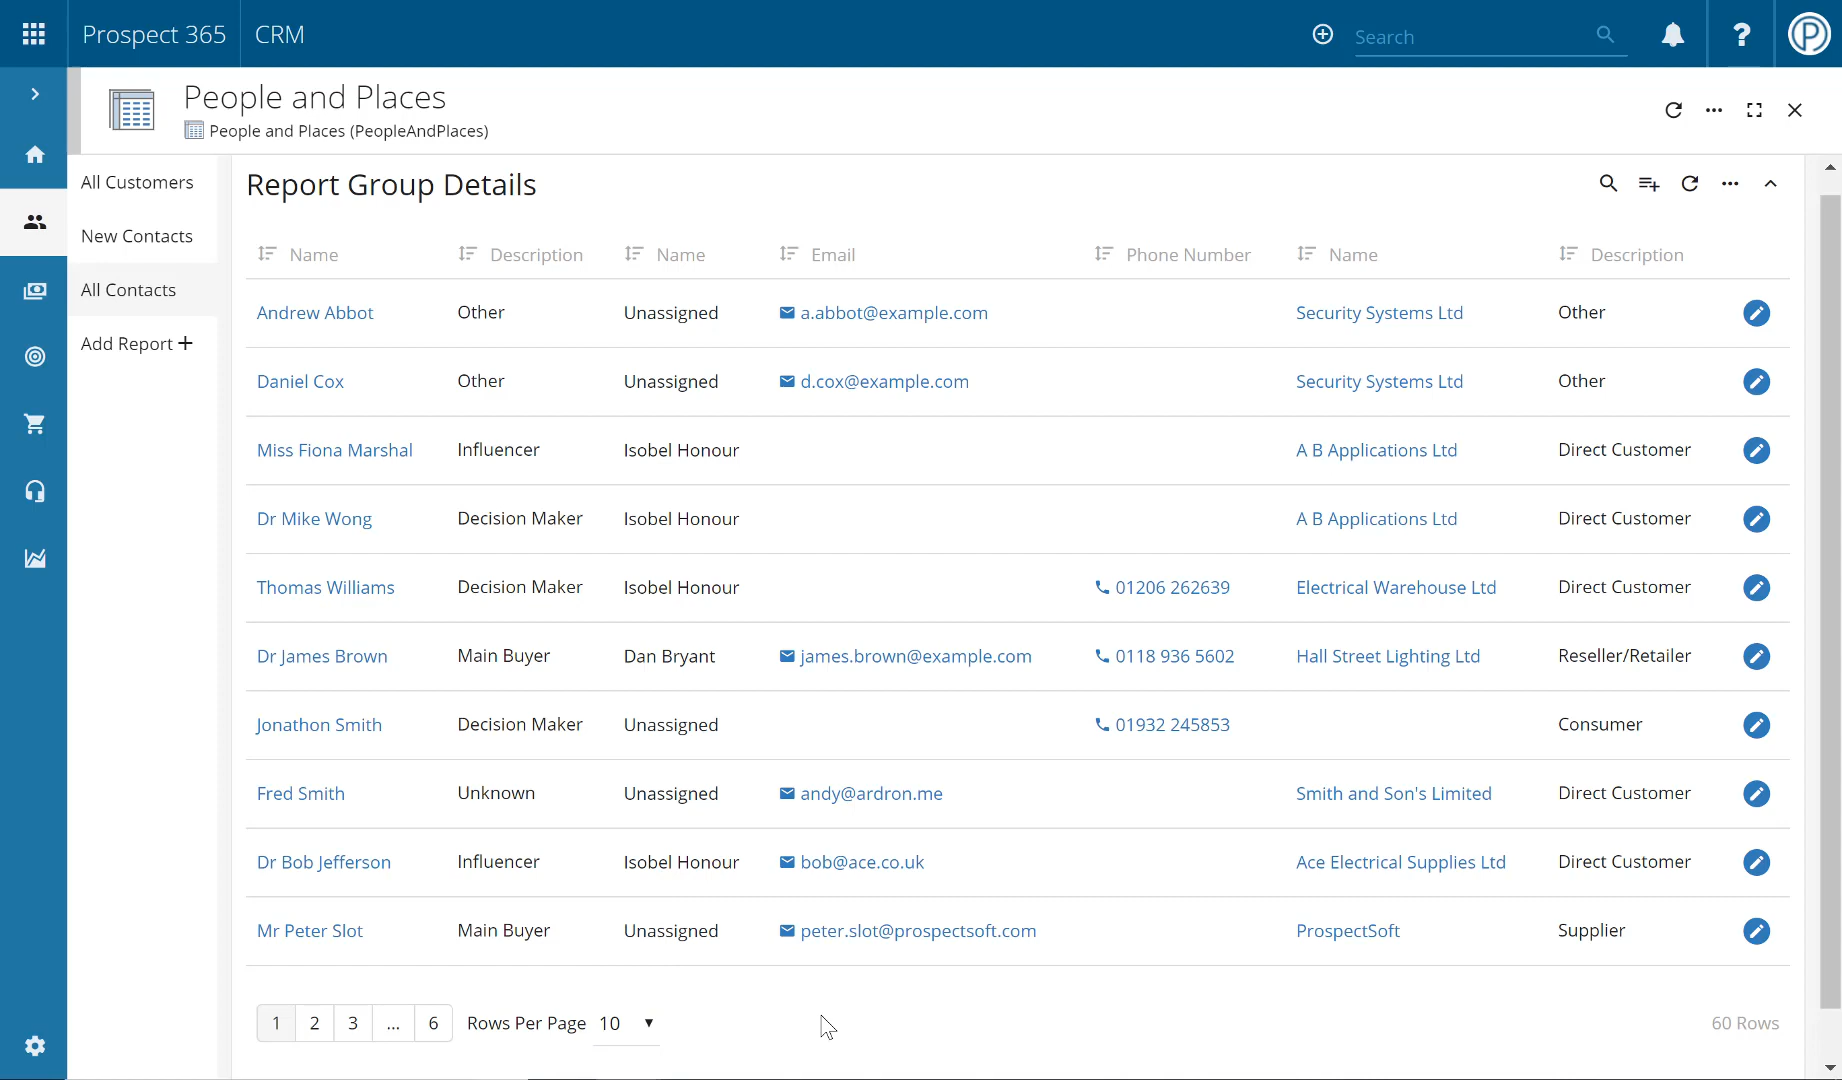 Prospect 365 CRM Search ?
People and Places
People and Places (PeopleAndPlaces)
All Customers
New Contacts
All Contacts
Add Report +
Report Group Details
Name Description Name Email Phone Number Name Description
Andrew Abbot Other Unassigned a.abbot@example.com Security Systems Ltd Other
Daniel Cox Other Unassigned d.cox@example.com Security Systems Ltd Other
Miss Fiona Marshal Influencer Isobel Honour A B Applications Ltd Direct Customer
Dr Mike Wong Decision Maker Isobel Honour A B Applications Ltd Direct Customer
Thomas Williams Decision Maker Isobel Honour 01206 262639 Electrical Warehouse Ltd Direct Customer
Dr James Brown Main Buyer Dan Bryant james.brown@example.com 0118 936 5602 Hall Street Lighting Ltd Reseller/Retailer
Jonathon Smith Decision Maker Unassigned 01932 245853 Consumer
Fred Smith Unknown Unassigned andy@ardron.me Smith and Son's Limited Direct Customer
Dr Bob Jefferson Influencer Isobel Honour bob@ace.co.uk Ace Electrical Supplies Ltd Direct Customer
Mr Peter Slot Main Buyer Unassigned peter.slot@prospectsoft.com ProspectSoft Supplier
1 2 3 ... 6 Rows Per Page 10 60 Rows